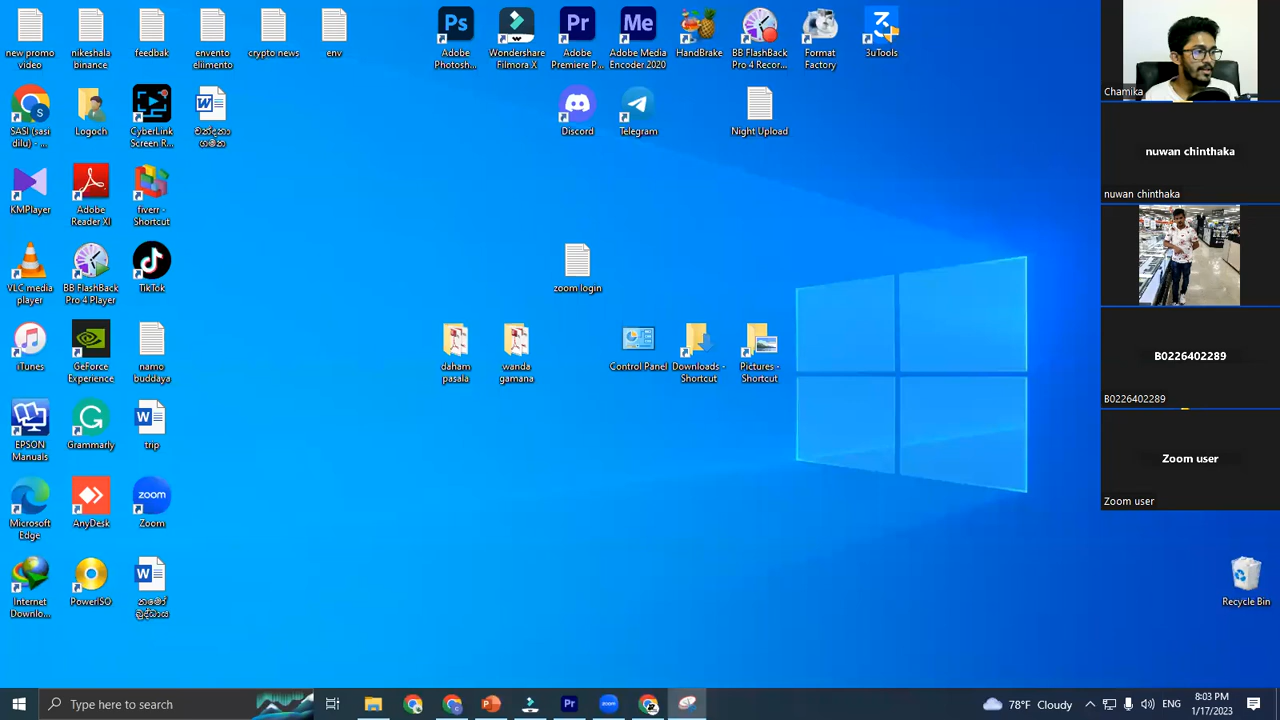 new promo video
nikeshala binance
feedbak
envento eliimento
crypto news
env
Adobe Photosh...
Wondershare Filmora X
Adobe Premiere P...
Adobe Media Encoder 2020
HandBrake
BB FlashBack Pro 4 Recor...
Format Factory
3uTools
SASI (sasi dilu) - ...
Logoch
CyberLink Screen R...
වන්දනා ගමන
Discord
Telegram
Night Upload
KMPlayer
Adobe Reader XI
fiverr - Shortcut
VLC media player
BB FlashBack Pro 4 Player
TikTok
zoom login
iTunes
GeForce Experience
namo buddaya
daham pasala
wanda gamana
Control Panel
Downloads - Shortcut
Pictures - Shortcut
EPSON Manuals
Grammarly
trip
Microsoft Edge
AnyDesk
Zoom
Internet Downlo...
PowerISO
නමෝ බුද්ධාය
Recycle Bin
Chamika
nuwan chinthaka
nuwan chinthaka
B0226402289
B0226402289
Zoom user
Zoom user
Type here to search
78°F Cloudy
ENG
8:03 PM
1/17/2023